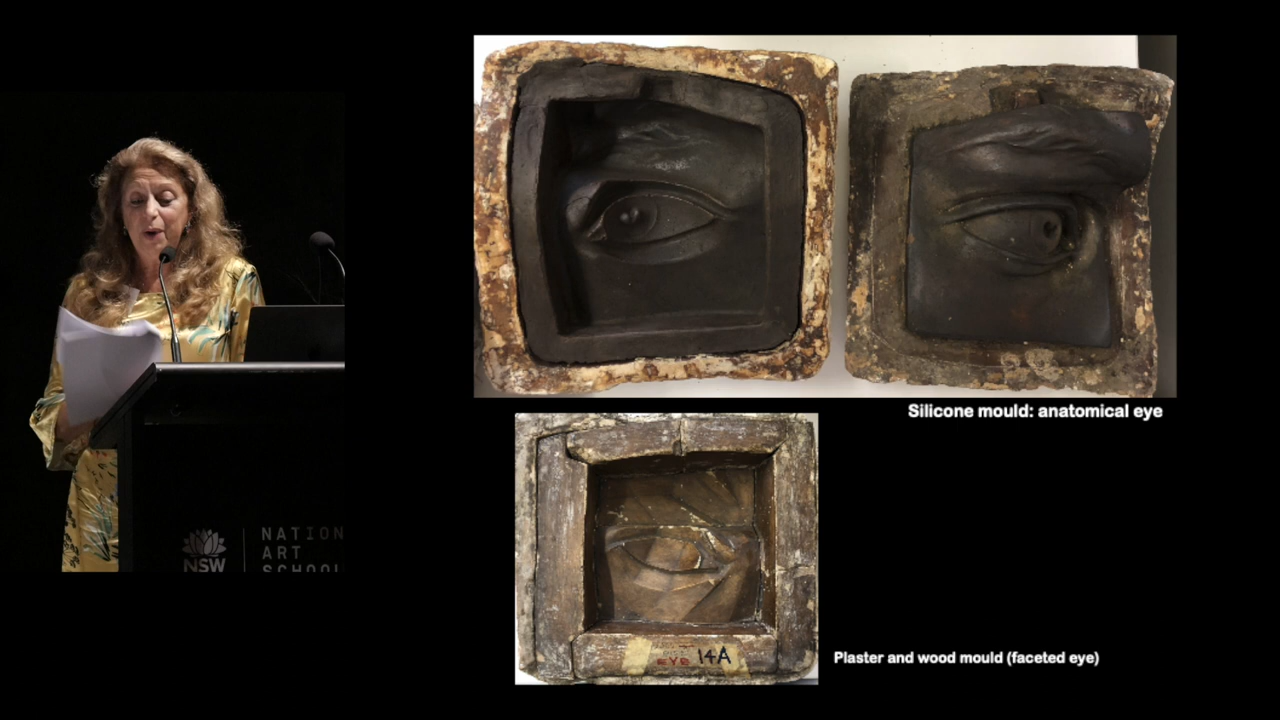 Silicone mould: anatomical eye
EYE 14A
Plaster and wood mould (faceted eye)
NSW
NATION
ART
SCHOOL